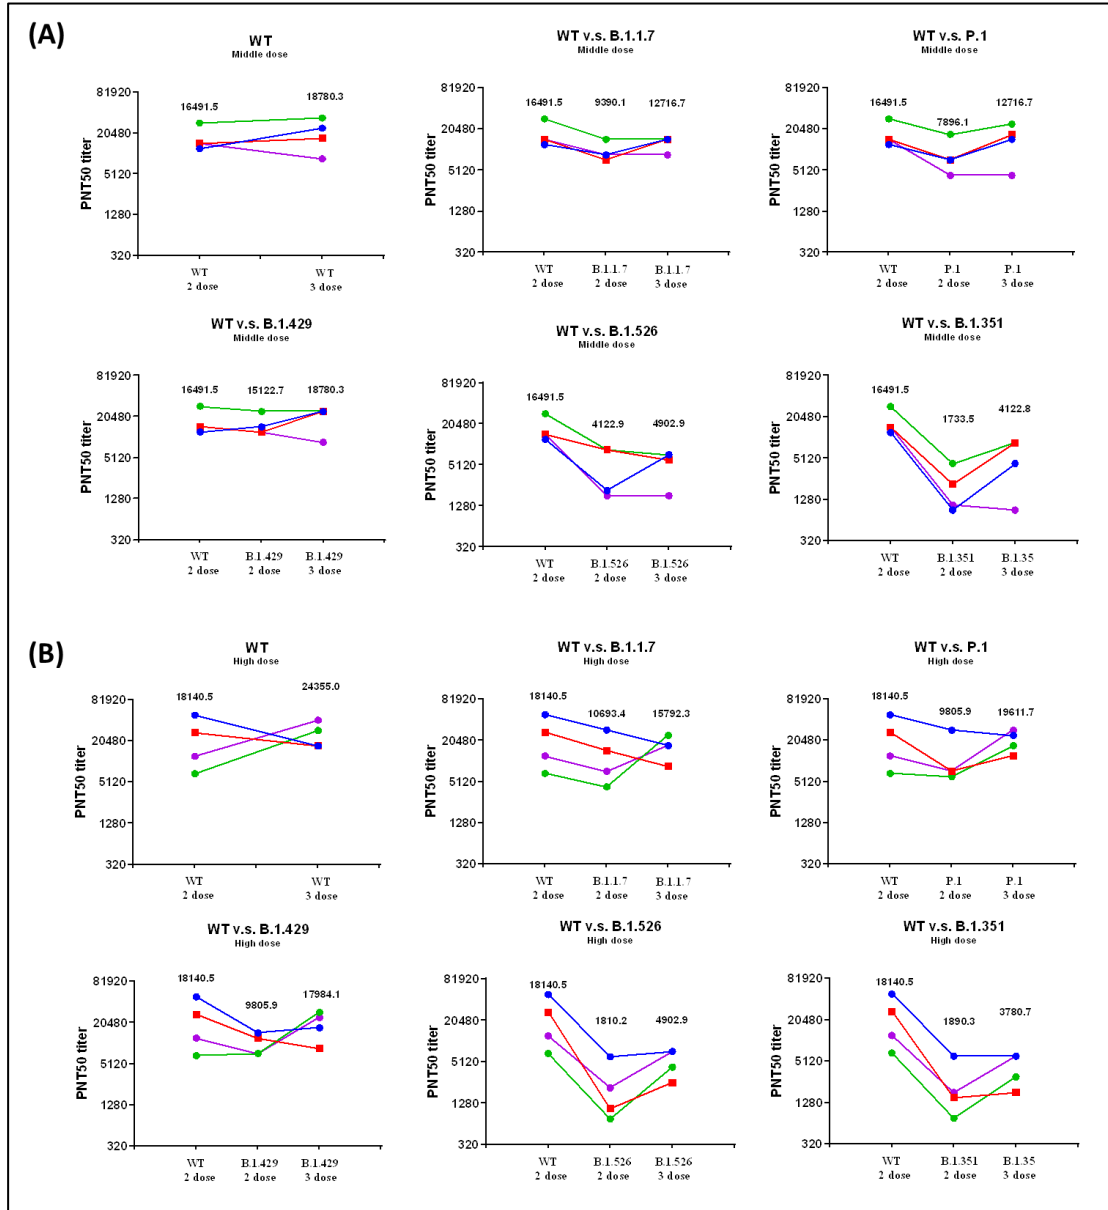 (A)
WT
Middle dose
PNT50 titer
81920
20480
5120
1280
320
16491.5
18780.3
WT
2 dose
WT
3 dose
WT v.s. B.1.1.7
Middle dose
PNT50 titer
81920
20480
5120
1280
320
16491.5
9390.1
12716.7
WT
2 dose
B.1.1.7
2 dose
B.1.1.7
3 dose
WT v.s. P.1
Middle dose
PNT50 titer
81920
20480
5120
1280
320
16491.5
7896.1
12716.7
WT
2 dose
P.1
2 dose
P.1
3 dose
WT v.s. B.1.429
Middle dose
PNT50 titer
81920
20480
5120
1280
320
16491.5
15122.7
18780.3
WT
2 dose
B.1.429
2 dose
B.1.429
3 dose
WT v.s. B.1.526
Middle dose
PNT50 titer
81920
20480
5120
1280
320
16491.5
4122.9
4902.9
WT
2 dose
B.1.526
2 dose
B.1.526
3 dose
WT v.s. B.1.351
Middle dose
PNT50 titer
81920
20480
5120
1280
320
16491.5
1733.5
4122.8
WT
2 dose
B.1.351
2 dose
B.1.35
3 dose
(B)
WT
High dose
PNT50 titer
81920
20480
5120
1280
320
18140.5
24355.0
WT
2 dose
WT
3 dose
WT v.s. B.1.1.7
High dose
PNT50 titer
81920
20480
5120
1280
320
18140.5
10693.4
15792.3
WT
2 dose
B.1.1.7
2 dose
B.1.1.7
3 dose
WT v.s. P.1
High dose
PNT50 titer
81920
20480
5120
1280
320
18140.5
9805.9
19611.7
WT
2 dose
P.1
2 dose
P.1
3 dose
WT v.s. B.1.429
High dose
PNT50 titer
81920
20480
5120
1280
320
18140.5
9805.9
17984.1
WT
2 dose
B.1.429
2 dose
B.1.429
3 dose
WT v.s. B.1.526
High dose
PNT50 titer
81920
20480
5120
1280
320
18140.5
1810.2
4902.9
WT
2 dose
B.1.526
2 dose
B.1.526
3 dose
WT v.s. B.1.351
High dose
PNT50 titer
81920
20480
5120
1280
320
18140.5
1890.3
3780.7
WT
2 dose
B.1.351
2 dose
B.1.35
3 dose